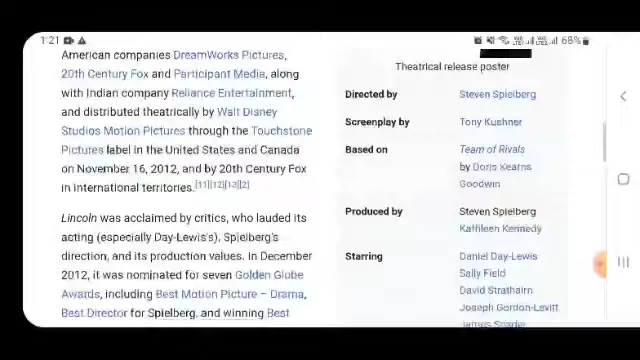 1:21
68%
American companies DreamWorks Pictures,
20th Century Fox and Participant Media, along
with Indian company Reliance Entertainment,
and distributed theatrically by Walt Disney
Studios Motion Pictures through the Touchstone
Pictures label in the United States and Canada
on November 16, 2012, and by 20th Century Fox
in international territories.[11][12][13][2]
Lincoln was acclaimed by critics, who lauded its
acting (especially Day-Lewis's), Spielberg's
direction, and its production values. In December
2012, it was nominated for seven Golden Globe
Awards, including Best Motion Picture – Drama,
Best Director for Spielberg, and winning Best
Theatrical release poster
Directed by Steven Spielberg
Screenplay by Tony Kushner
Based on Team of Rivals
by Doris Kearns
Goodwin
Produced by Steven Spielberg
Kathleen Kennedy
Starring Daniel Day-Lewis
Sally Field
David Strathairn
Joseph Gordon-Levitt
James Spader